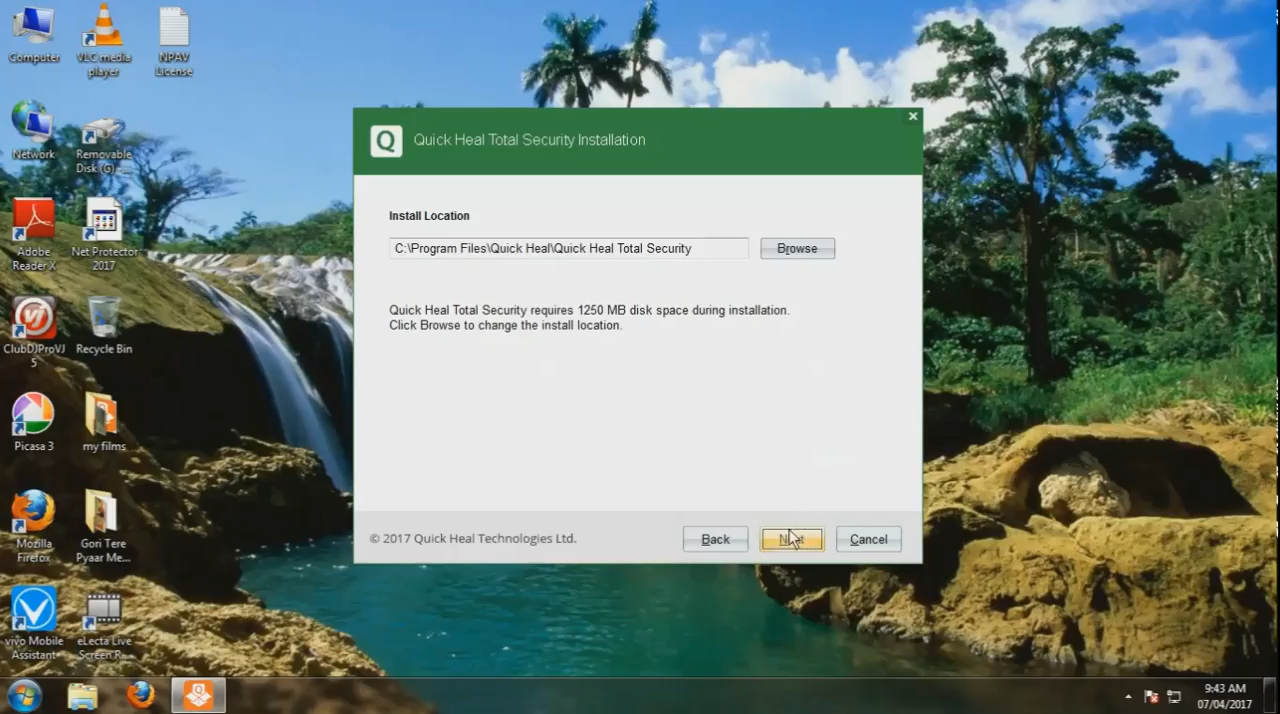 Computer
VLC media
player
NPAV
License
Network
Removable
Disk (G) -...
Adobe
Reader X
Net Protector
2017
ClubDJProVJ
5
Recycle Bin
Picasa 3
my films
Mozilla
Firefox
Gori Tere
Pyaar Me...
vivo Mobile
Assistant
eLecta Live
Screen R...
Q
Quick Heal Total Security Installation
Install Location
C:\Program Files\Quick Heal\Quick Heal Total Security
Browse
Quick Heal Total Security requires 1250 MB disk space during installation.
Click Browse to change the install location.
© 2017 Quick Heal Technologies Ltd.
Back
Cancel
9:43 AM
07/04/2017